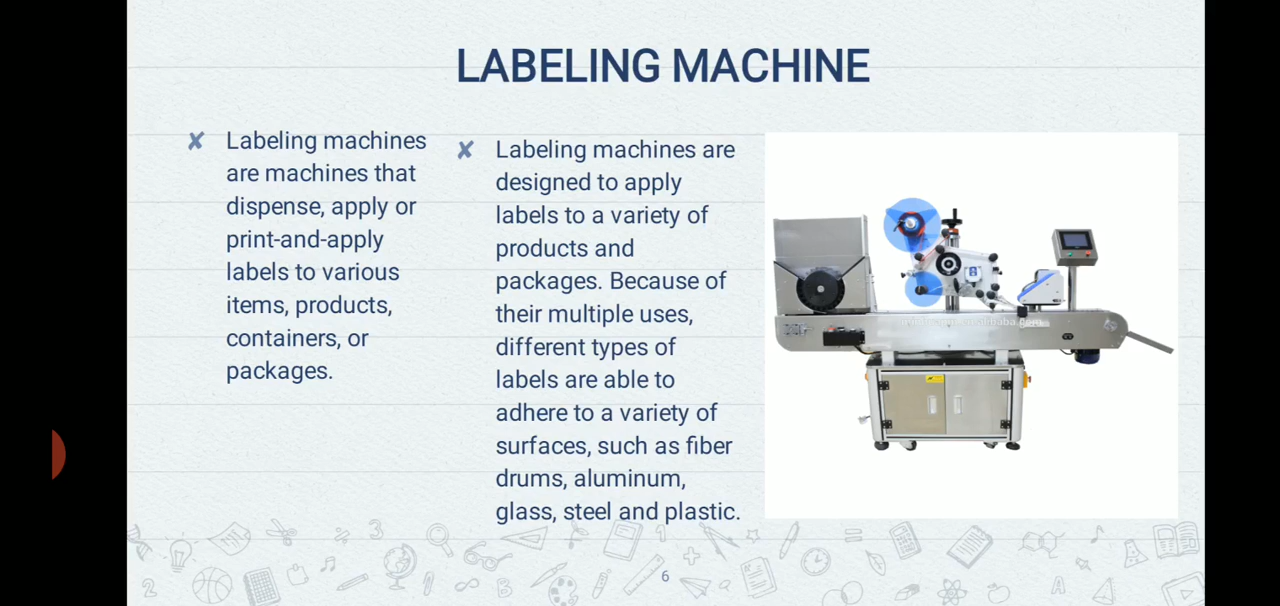 LABELING MACHINE
Labeling machines
are machines that
dispense, apply or
print-and-apply
labels to various
items, products,
containers, or
packages.
Labeling machines are
designed to apply
labels to a variety of
products and
packages. Because of
their multiple uses,
different types of
labels are able to
adhere to a variety of
surfaces, such as fiber
drums, aluminum,
glass, steel and plastic.
6